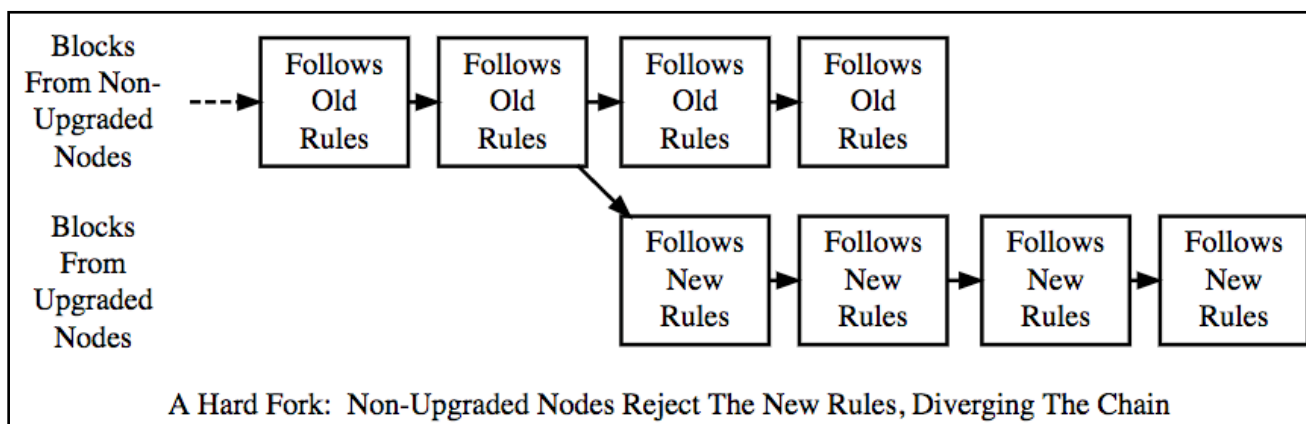 Blocks
From Non-
Upgraded
Nodes
Follows
Old
Rules
Follows
Old
Rules
Follows
Old
Rules
Follows
Old
Rules
Blocks
From
Upgraded
Nodes
Follows
New
Rules
Follows
New
Rules
Follows
New
Rules
Follows
New
Rules
A Hard Fork: Non-Upgraded Nodes Reject The New Rules, Diverging The Chain